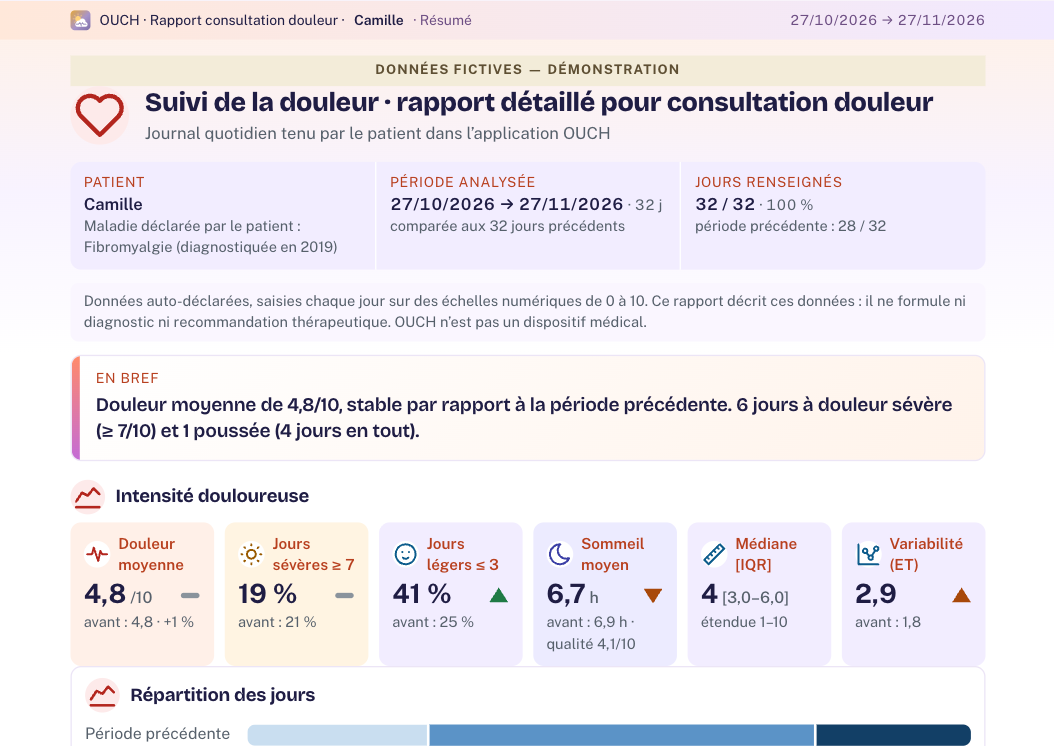 OUCH · Rapport consultation douleur · Camille · Résumé
27/10/2026 → 27/11/2026
DONNÉES FICTIVES — DÉMONSTRATION
Suivi de la douleur · rapport détaillé pour consultation douleur
Journal quotidien tenu par le patient dans l’application OUCH
PATIENT
Camille
Maladie déclarée par le patient :
Fibromyalgie (diagnostiquée en 2019)
PÉRIODE ANALYSÉE
27/10/2026 → 27/11/2026 · 32 j
comparée aux 32 jours précédents
JOURS RENSEIGNÉS
32 / 32 · 100 %
période précédente : 28 / 32
Données auto-déclarées, saisies chaque jour sur des échelles numériques de 0 à 10. Ce rapport décrit ces données : il ne formule ni
diagnostic ni recommandation thérapeutique. OUCH n’est pas un dispositif médical.
EN BREF
Douleur moyenne de 4,8/10, stable par rapport à la période précédente. 6 jours à douleur sévère
(≥ 7/10) et 1 poussée (4 jours en tout).
Intensité douloureuse
Douleur
moyenne
4,8 /10
avant : 4,8 · +1 %
Jours
sévères ≥ 7
19 %
avant : 21 %
Jours
légers ≤ 3
41 %
avant : 25 %
Sommeil
moyen
6,7 h
avant : 6,9 h ·
qualité 4,1/10
Médiane
[IQR]
4 [3,0–6,0]
étendue 1–10
Variabilité
(ET)
2,9
avant : 1,8
Répartition des jours
Période précédente